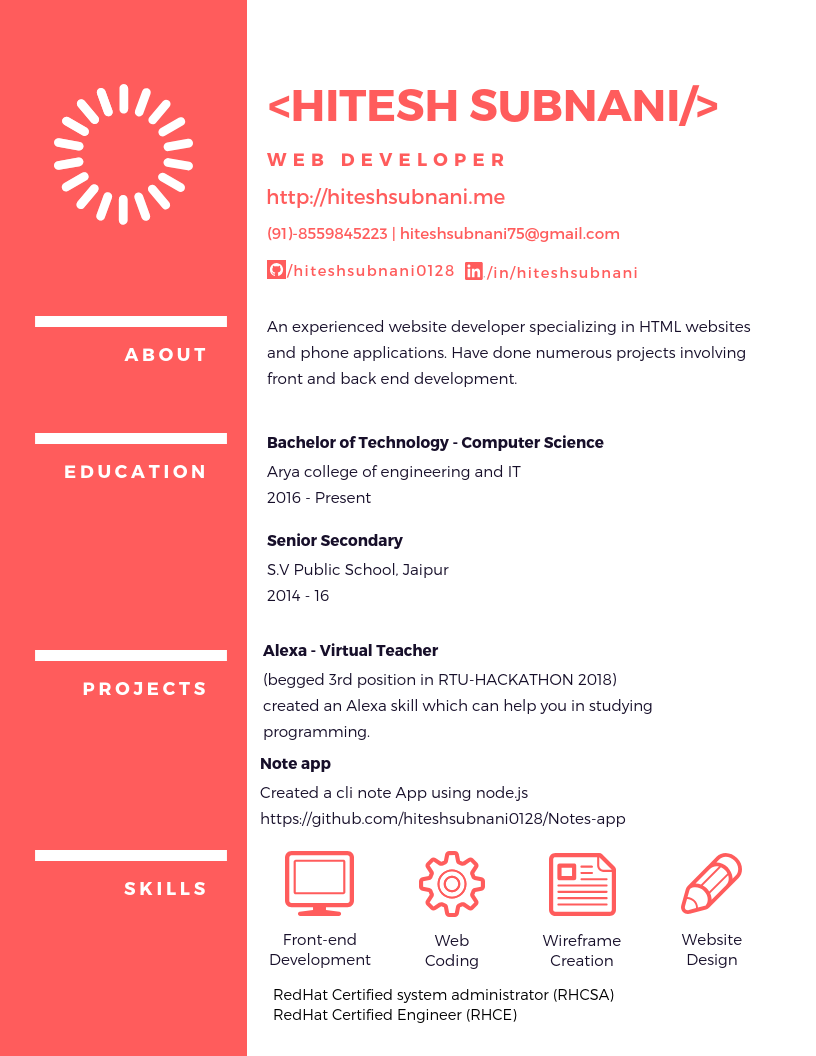 <HITESH SUBNANI/>
WEB DEVELOPER
http://hiteshsubnani.me
(91)-8559845223 | hiteshsubnani75@gmail.com
/hiteshsubnani0128 in /in/hiteshsubnani
ABOUT
An experienced website developer specializing in HTML websites
and phone applications. Have done numerous projects involving
front and back end development.
EDUCATION
Bachelor of Technology - Computer Science
Arya college of engineering and IT
2016 - Present
Senior Secondary
S.V Public School, Jaipur
2014 - 16
PROJECTS
Alexa - Virtual Teacher
(begged 3rd position in RTU-HACKATHON 2018)
created an Alexa skill which can help you in studying
programming.
Note app
Created a cli note App using node.js
https://github.com/hiteshsubnani0128/Notes-app
SKILLS
Front-end
Development
Web
Coding
Wireframe
Creation
Website
Design
RedHat Certified system administrator (RHCSA)
RedHat Certified Engineer (RHCE)